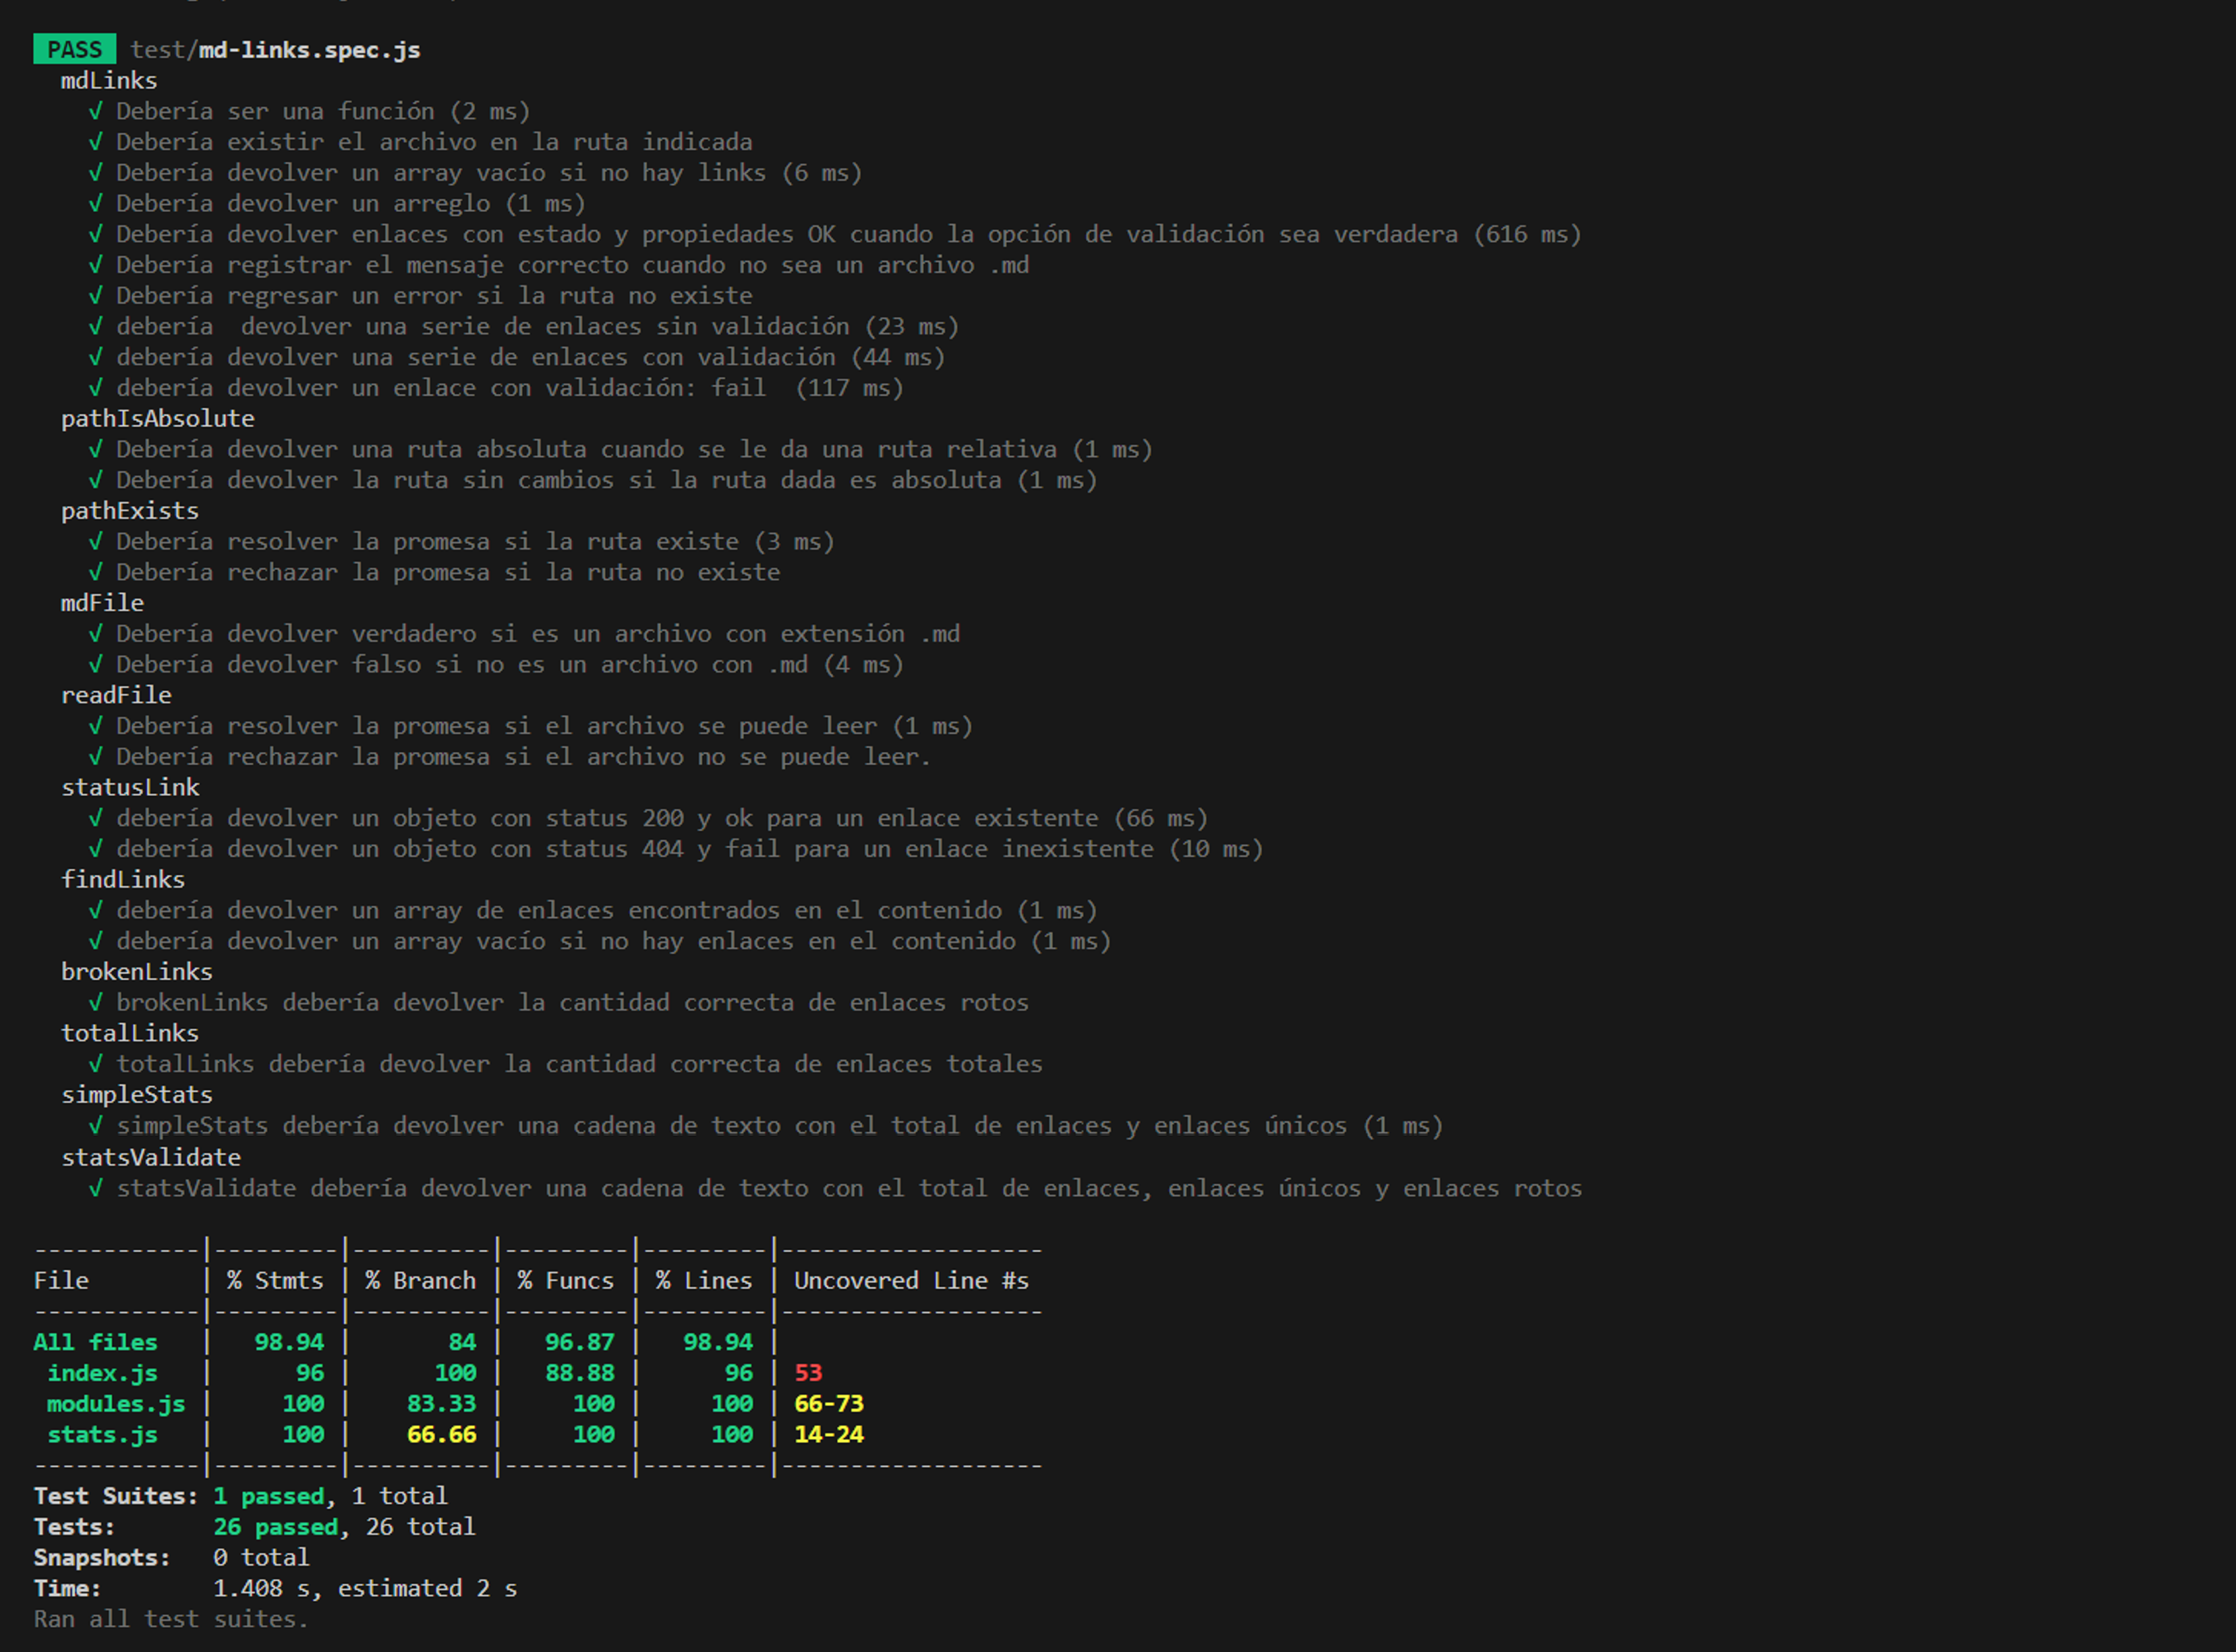 PASS test/md-links.spec.js
mdLinks
√ Debería ser una función (2 ms)
√ Debería existir el archivo en la ruta indicada
√ Debería devolver un array vacío si no hay links (6 ms)
√ Debería devolver un arreglo (1 ms)
√ Debería devolver enlaces con estado y propiedades OK cuando la opción de validación sea verdadera (616 ms)
√ Debería registrar el mensaje correcto cuando no sea un archivo .md
√ Debería regresar un error si la ruta no existe
√ debería  devolver una serie de enlaces sin validación (23 ms)
√ debería devolver una serie de enlaces con validación (44 ms)
√ debería devolver un enlace con validación: fail  (117 ms)
pathIsAbsolute
√ Debería devolver una ruta absoluta cuando se le da una ruta relativa (1 ms)
√ Debería devolver la ruta sin cambios si la ruta dada es absoluta (1 ms)
pathExists
√ Debería resolver la promesa si la ruta existe (3 ms)
√ Debería rechazar la promesa si la ruta no existe
mdFile
√ Debería devolver verdadero si es un archivo con extensión .md
√ Debería devolver falso si no es un archivo con .md (4 ms)
readFile
√ Debería resolver la promesa si el archivo se puede leer (1 ms)
√ Debería rechazar la promesa si el archivo no se puede leer.
statusLink
√ debería devolver un objeto con status 200 y ok para un enlace existente (66 ms)
√ debería devolver un objeto con status 404 y fail para un enlace inexistente (10 ms)
findLinks
√ debería devolver un array de enlaces encontrados en el contenido (1 ms)
√ debería devolver un array vacío si no hay enlaces en el contenido (1 ms)
brokenLinks
√ brokenLinks debería devolver la cantidad correcta de enlaces rotos
totalLinks
√ totalLinks debería devolver la cantidad correcta de enlaces totales
simpleStats
√ simpleStats debería devolver una cadena de texto con el total de enlaces y enlaces únicos (1 ms)
statsValidate
√ statsValidate debería devolver una cadena de texto con el total de enlaces, enlaces únicos y enlaces rotos
------------|---------|----------|---------|---------|-------------------
File        | % Stmts | % Branch | % Funcs | % Lines | Uncovered Line #s
------------|---------|----------|---------|---------|-------------------
All files   |   98.94 |       84 |   96.87 |   98.94 |
 index.js   |      96 |      100 |   88.88 |      96 | 53
 modules.js |     100 |    83.33 |     100 |     100 | 66-73
 stats.js   |     100 |    66.66 |     100 |     100 | 14-24
------------|---------|----------|---------|---------|-------------------
Test Suites: 1 passed, 1 total
Tests:       26 passed, 26 total
Snapshots:   0 total
Time:        1.408 s, estimated 2 s
Ran all test suites.